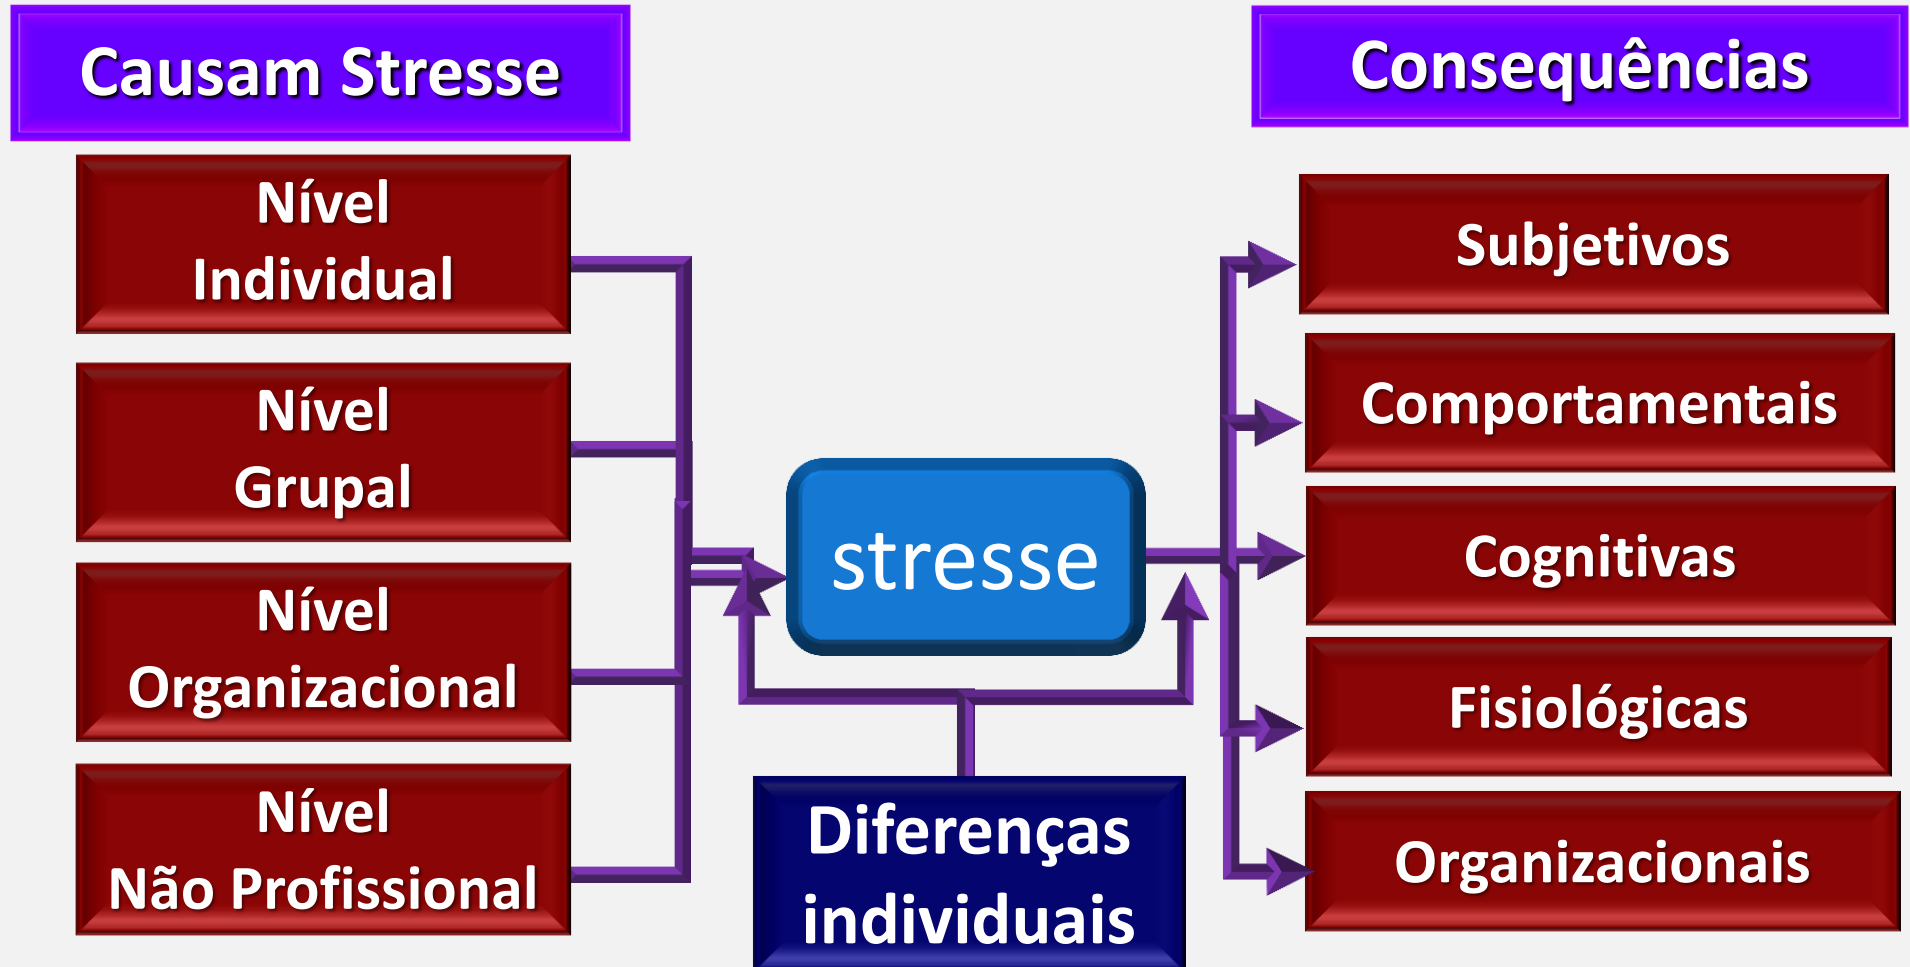 Causam Stresse
Consequências
Nível
Individual
Nível
Grupal
Nível
Organizacional
Nível
Não Profissional
stresse
Diferenças
individuais
Subjetivos
Comportamentais
Cognitivas
Fisiológicas
Organizacionais